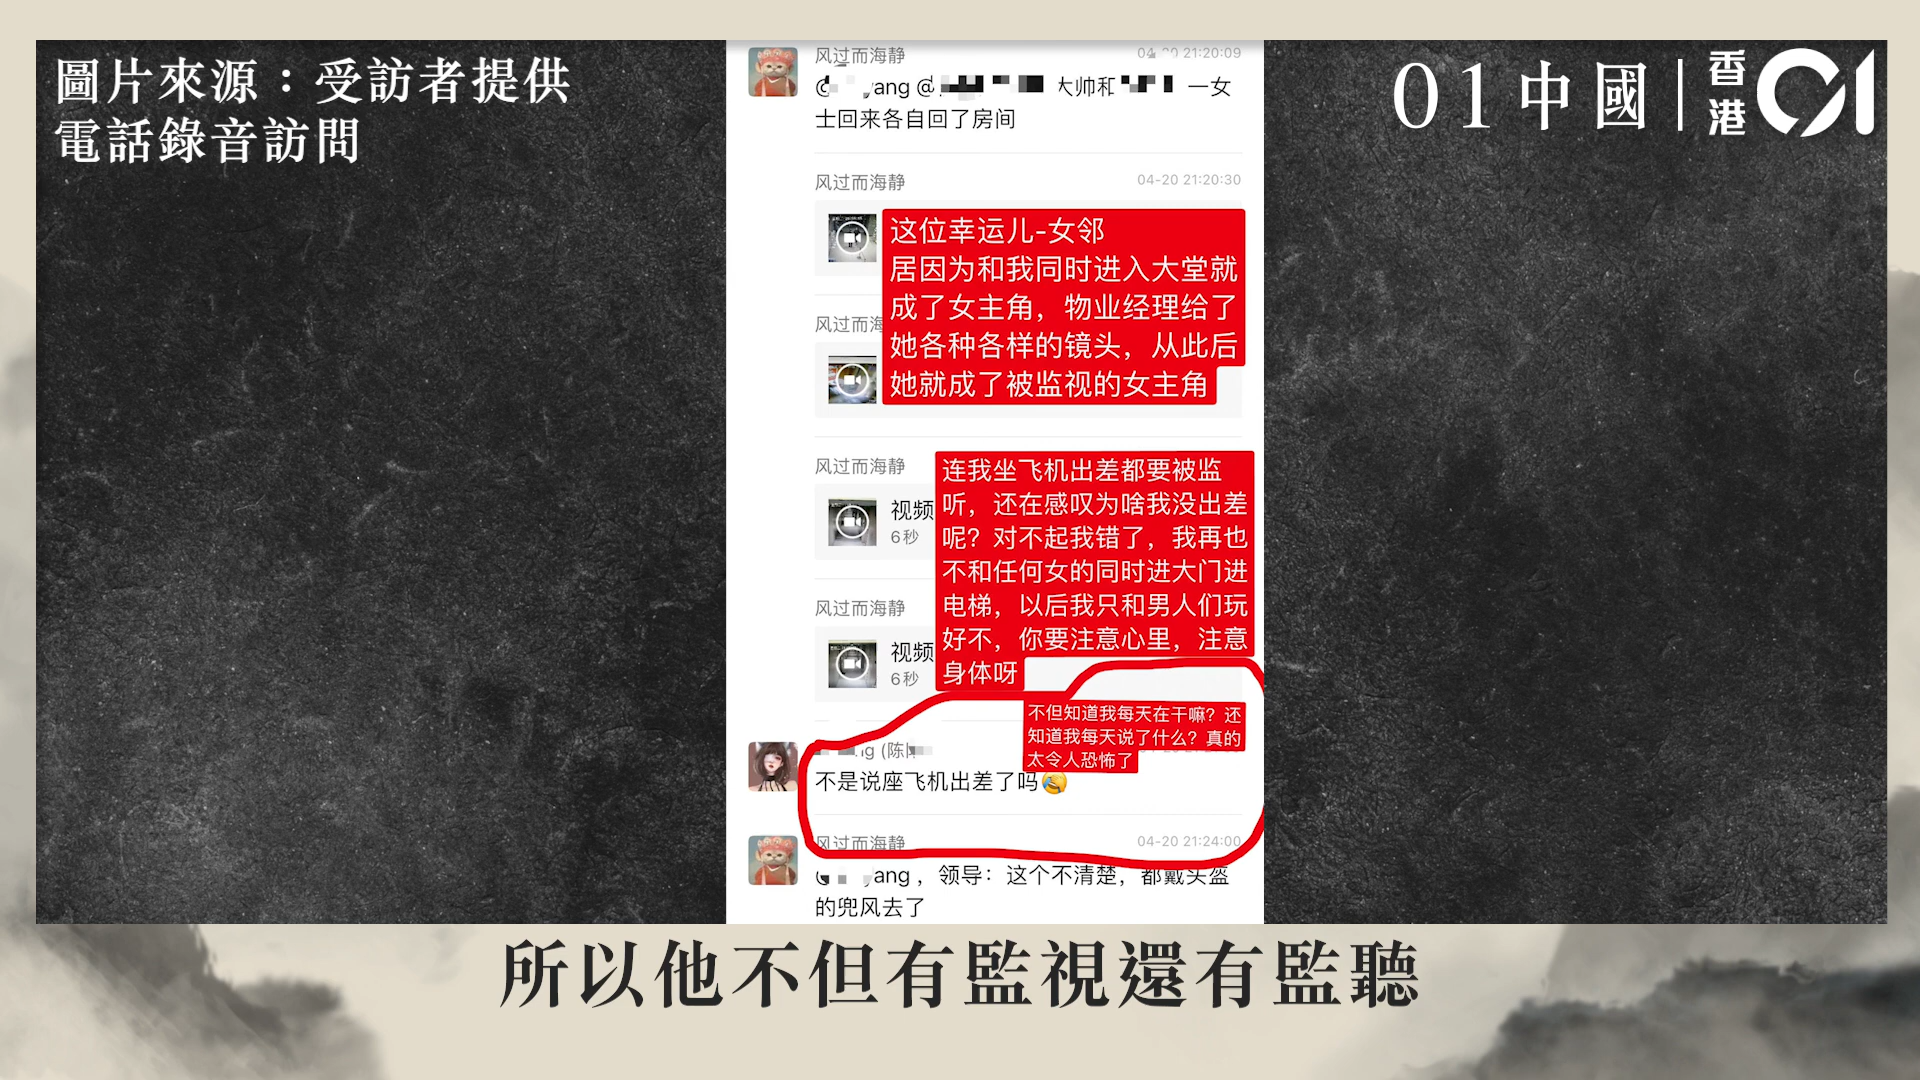 圖片來源：受訪者提供
電話錄音訪問
01中國
香港01
风过而海静
21:20:09
yang @ 大帅和 一女
士回来各自回了房间
风过而海静
04-20 21:20:30
这位幸运儿-女邻
居因为和我同时进入大堂就
成了女主角，物业经理给了
她各种各样的镜头，从此后
她就成了被监视的女主角
风过而海
风过而海静
视频
6秒
连我坐飞机出差都要被监
听，还在感叹为啥我没出差
呢？对不起我错了，我再也
不和任何女的同时进大门进
电梯，以后我只和男人们玩
好不，你要注意心里，注意
身体呀
风过而海静
视频
6秒
不但知道我每天在干嘛？还
知道我每天说了什么？真的
太令人恐怖了
ng (陈
不是说座飞机出差了吗😂
风过而海静
04-20 21:24:00
yang，领导：这个不清楚，都戴头盔
的兜风去了
所以他不但有監視還有監聽